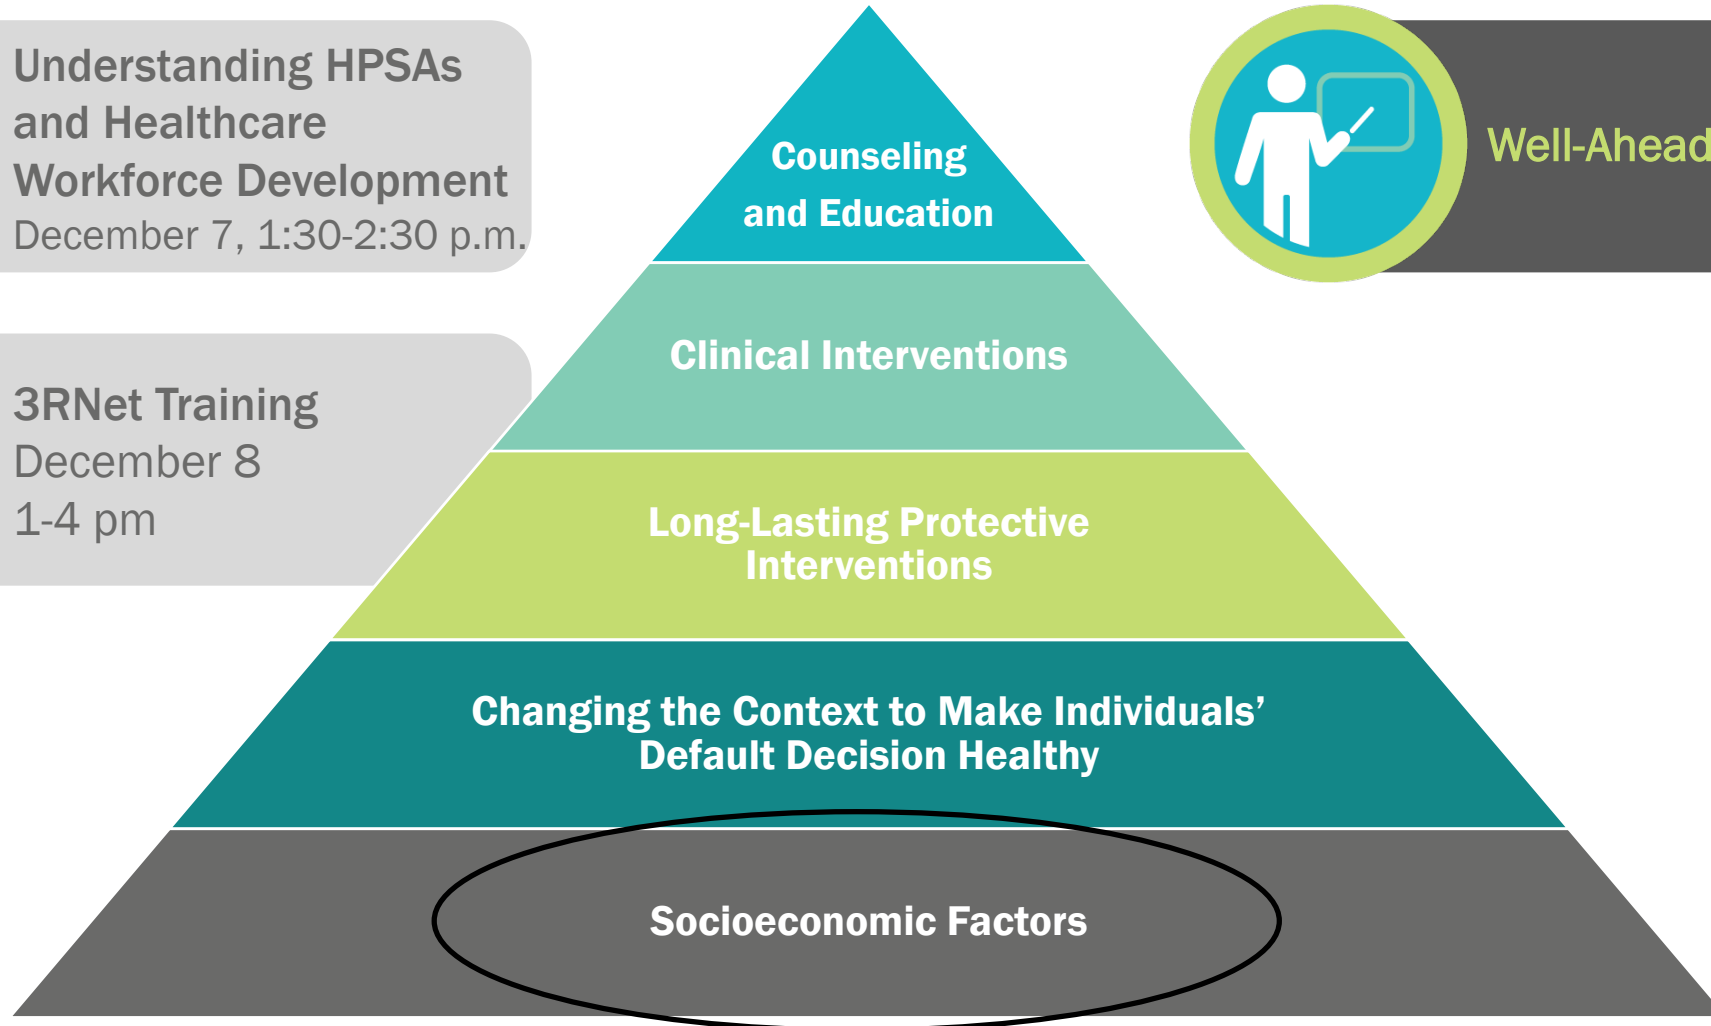 Understanding HPSAs
and Healthcare
Workforce Development
December 7, 1:30-2:30 p.m.
3RNet Training
December 8
1-4 pm
Counseling
and Education
Clinical Interventions
Long-Lasting Protective
Interventions
Changing the Context to Make Individuals’
Default Decision Healthy
Socioeconomic Factors
Well-Ahead